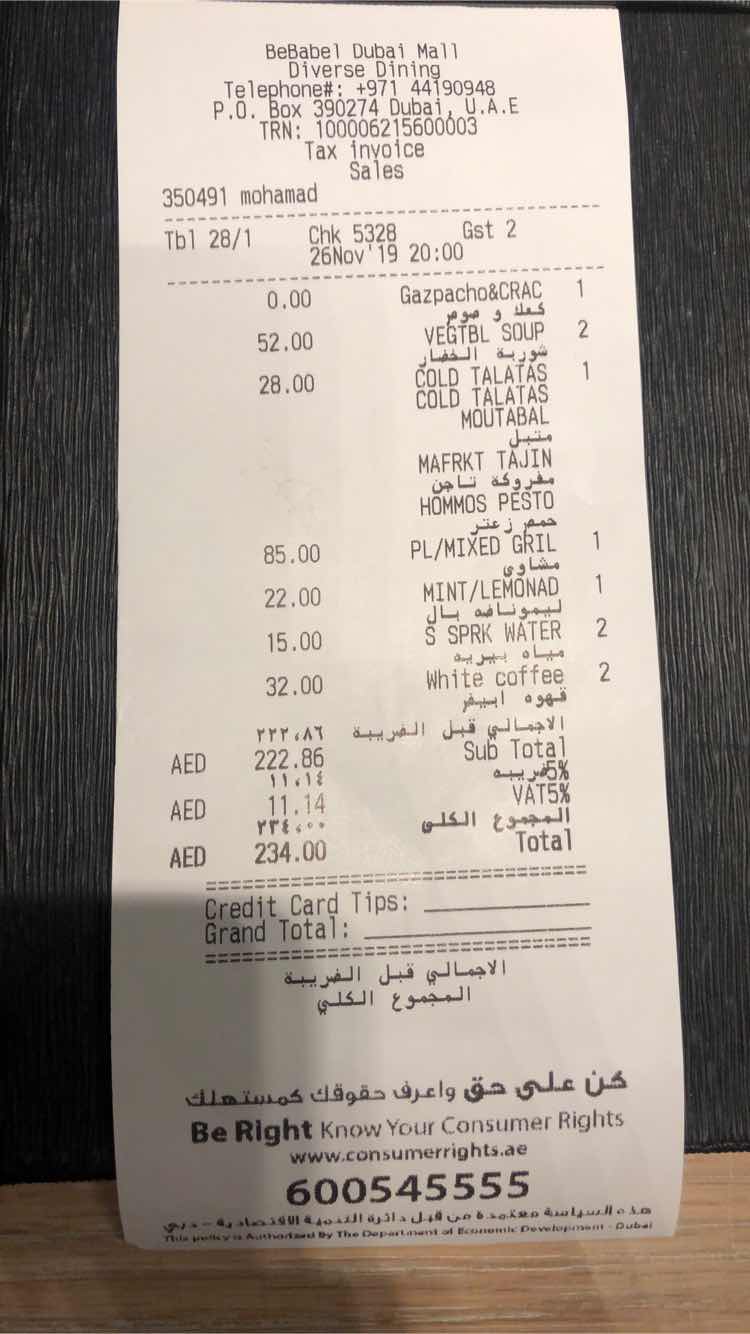 BeBabel Dubai Mall
Diverse Dining
Telephone#: +971 44190948
P.O. Box 390274 Dubai, U.A.E
TRN: 100006215600003
Tax invoice
Sales
350491 mohamad
Tbl 28/1 Chk 5328 Gst 2
26Nov'19 20:00
0.00 Gazpacho&CRAC 1
كعك و صوص
52.00 VEGTBL SOUP 2
شوربة الخضار
28.00 COLD TALATAS 1
COLD TALATAS
MOUTABAL
متبل
MAFRKT TAJIN
مفروكة تاجن
HOMMOS PESTO
حمص زعتر
85.00 PL/MIXED GRIL 1
مشاوي
22.00 MINT/LEMONAD 1
ليموناضه بال
15.00 S SPRK WATER 2
مياه بيريه
32.00 White coffee 2
قهوه ابيض
٢٢٢،٨٦ الاجمالي قبل الضريبة
AED 222.86 Sub Total
١١،١٤ ضريبه5%
AED 11.14 VAT5%
٢٣٤،٠٠ المجموع الكلي
AED 234.00 Total
Credit Card Tips: ____________
Grand Total: ________________
الاجمالي قبل الضريبة
المجموع الكلي
كن على حق واعرف حقوقك كمستهلك
Be Right Know Your Consumer Rights
www.consumerrights.ae
600545555
هذه السياسة معتمدة من قبل دائرة التنمية الاقتصادية - دبي
This policy is Authorized By The Department of Economic Development - Dubai